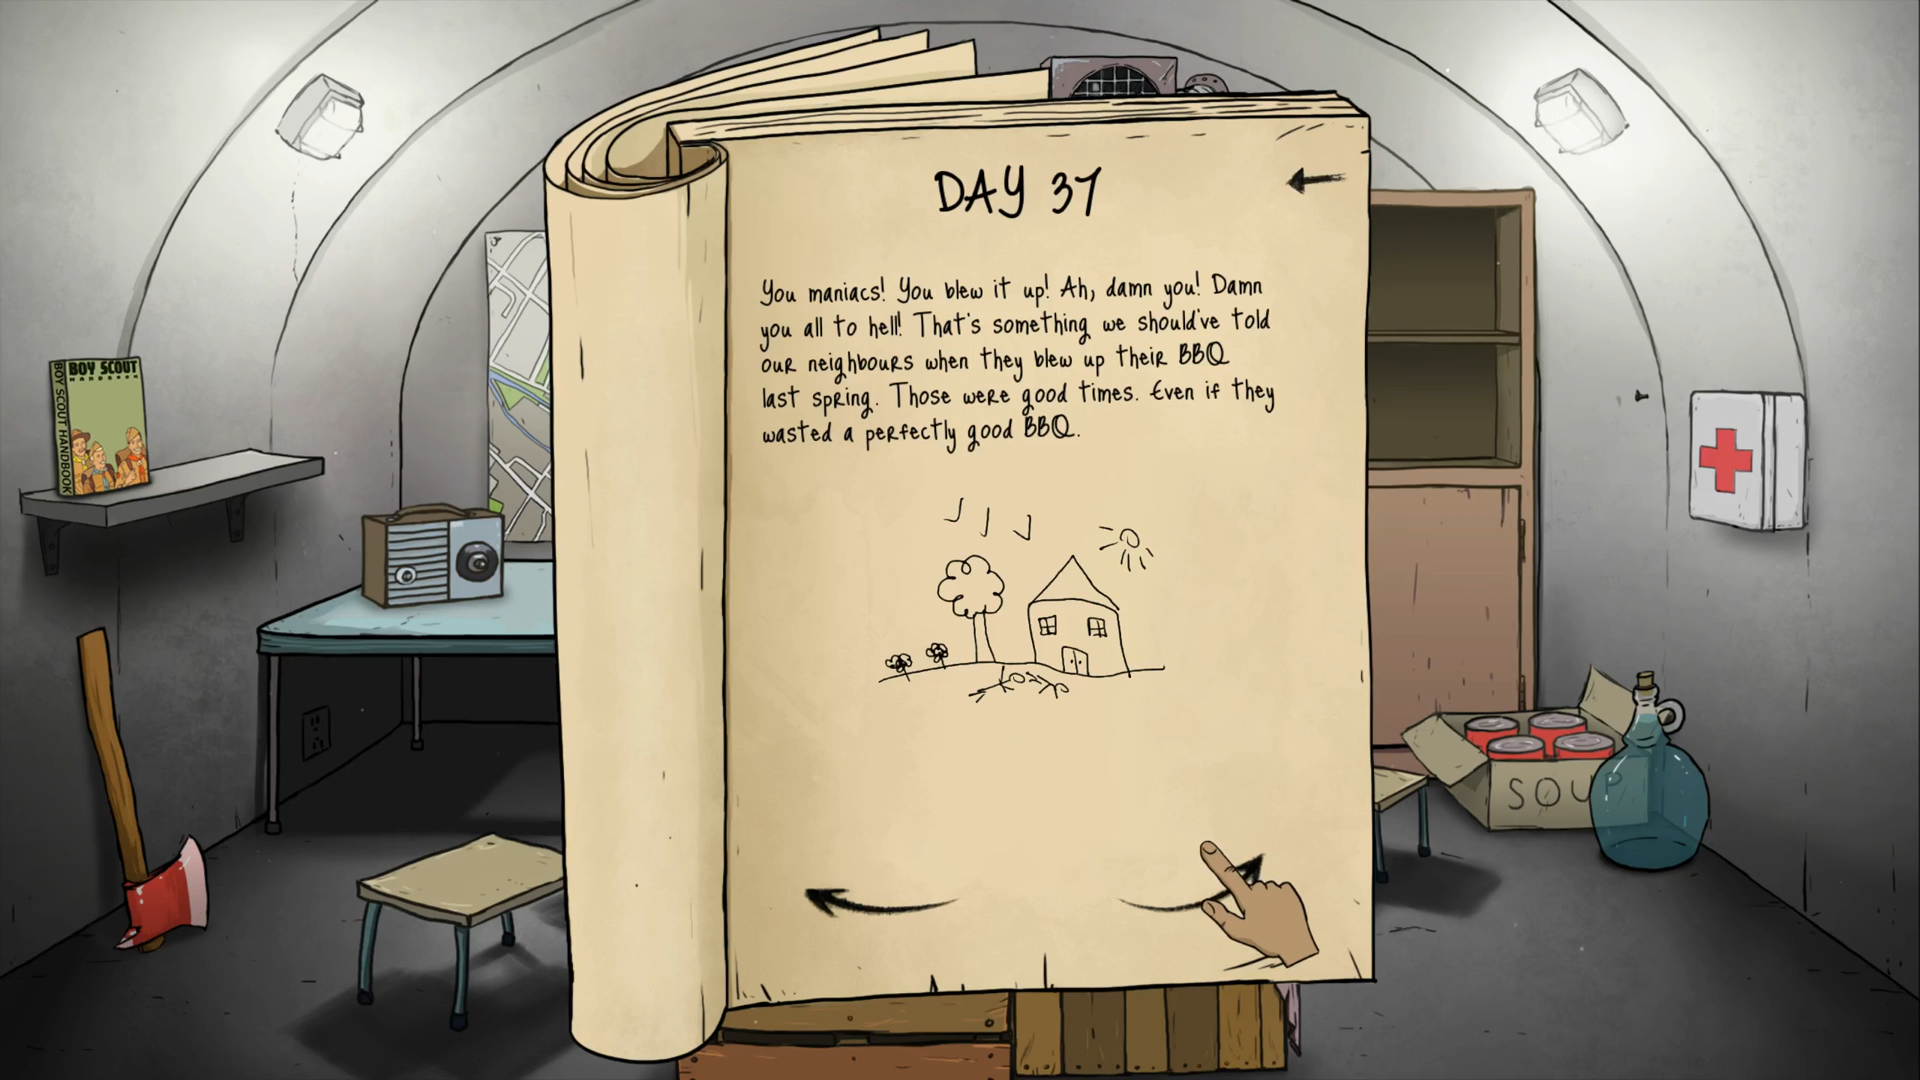 DAY 37
You maniacs! You blew it up! Ah, damn you! Damn
you all to hell! That's something we should've told
our neighbours when they blew up their BBQ
last spring. Those were good times. Even if they
wasted a perfectly good BBQ.
BOY SCOUT
HANDBOOK
BOY SCOUT HANDBOOK
SOUP